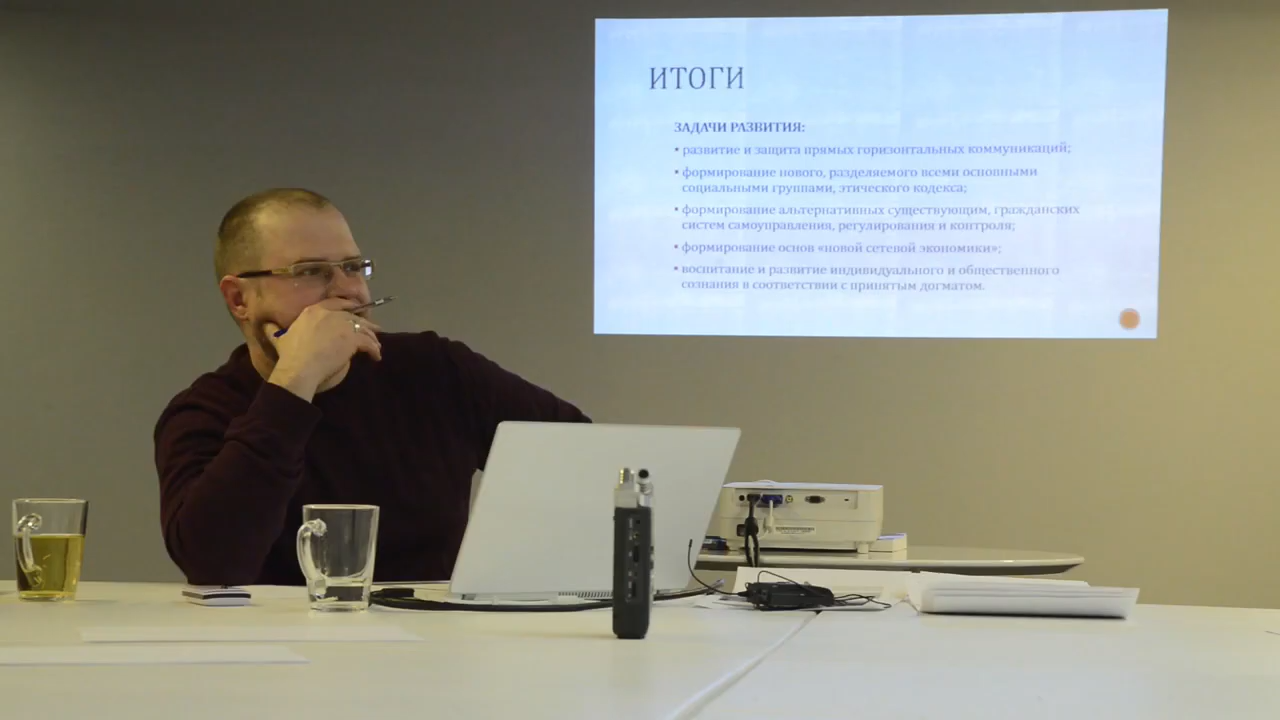 ИТОГИ
ЗАДАЧИ РАЗВИТИЯ:
▪ развитие и защита прямых горизонтальных коммуникаций;
▪ формирование нового, разделяемого всеми основными
социальными группами, этического кодекса;
▪ формирование альтернативных существующим, гражданских
систем самоуправления, регулирования и контроля;
▪ формирование основ «новой сетевой экономики»;
▪ воспитание и развитие индивидуального и общественного
сознания в соответствии с принятым догматом.